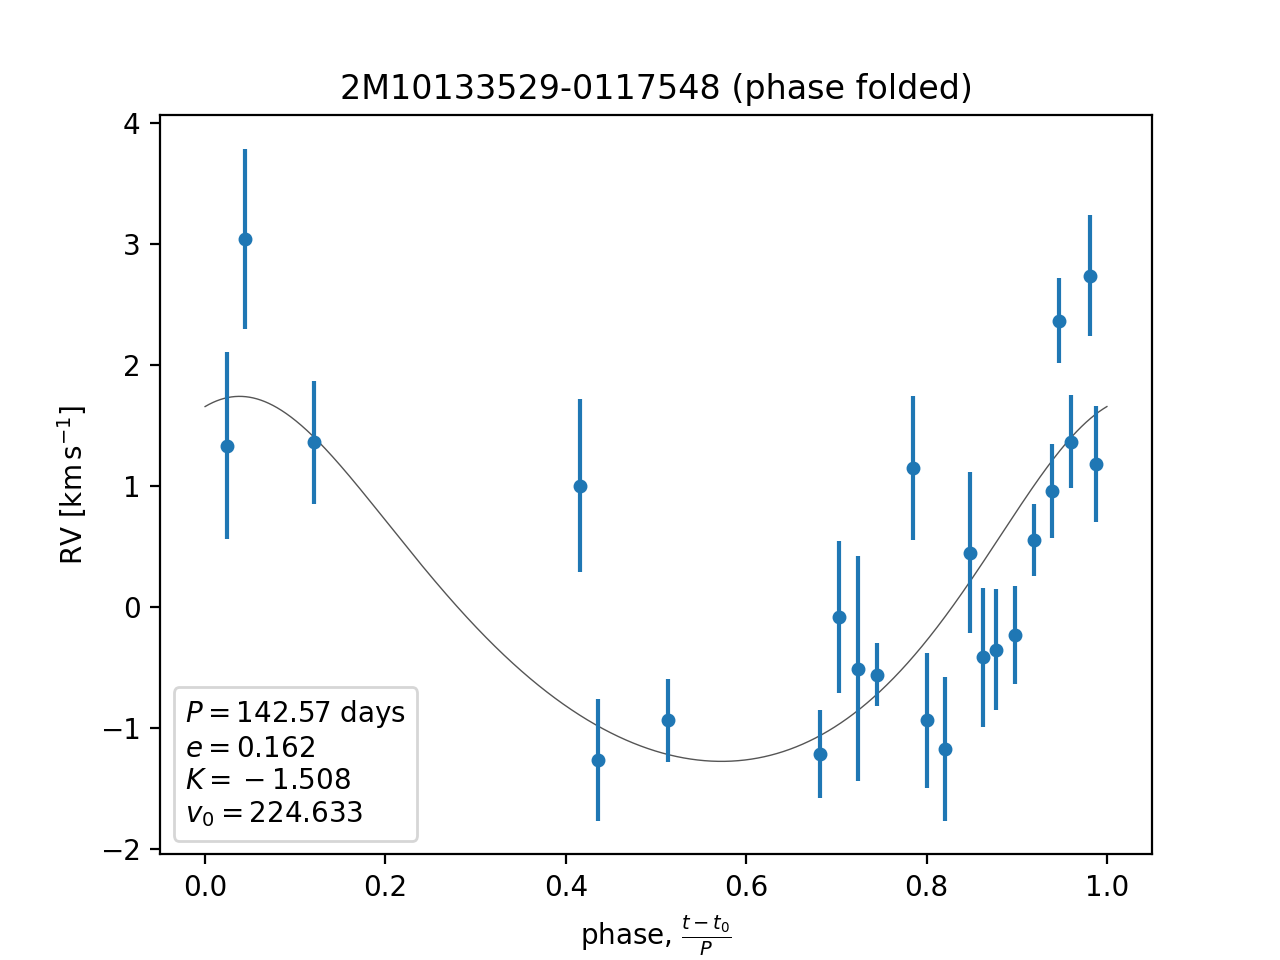 2M10133529-0117548 (phase folded)
4
3
2
1
0
−1
−2
RV [km s⁻¹]
P = 142.57 days
e = 0.162
K = −1.508
v₀ = 224.633
0.0 0.2 0.4 0.6 0.8 1.0
phase, (t − t₀)/P